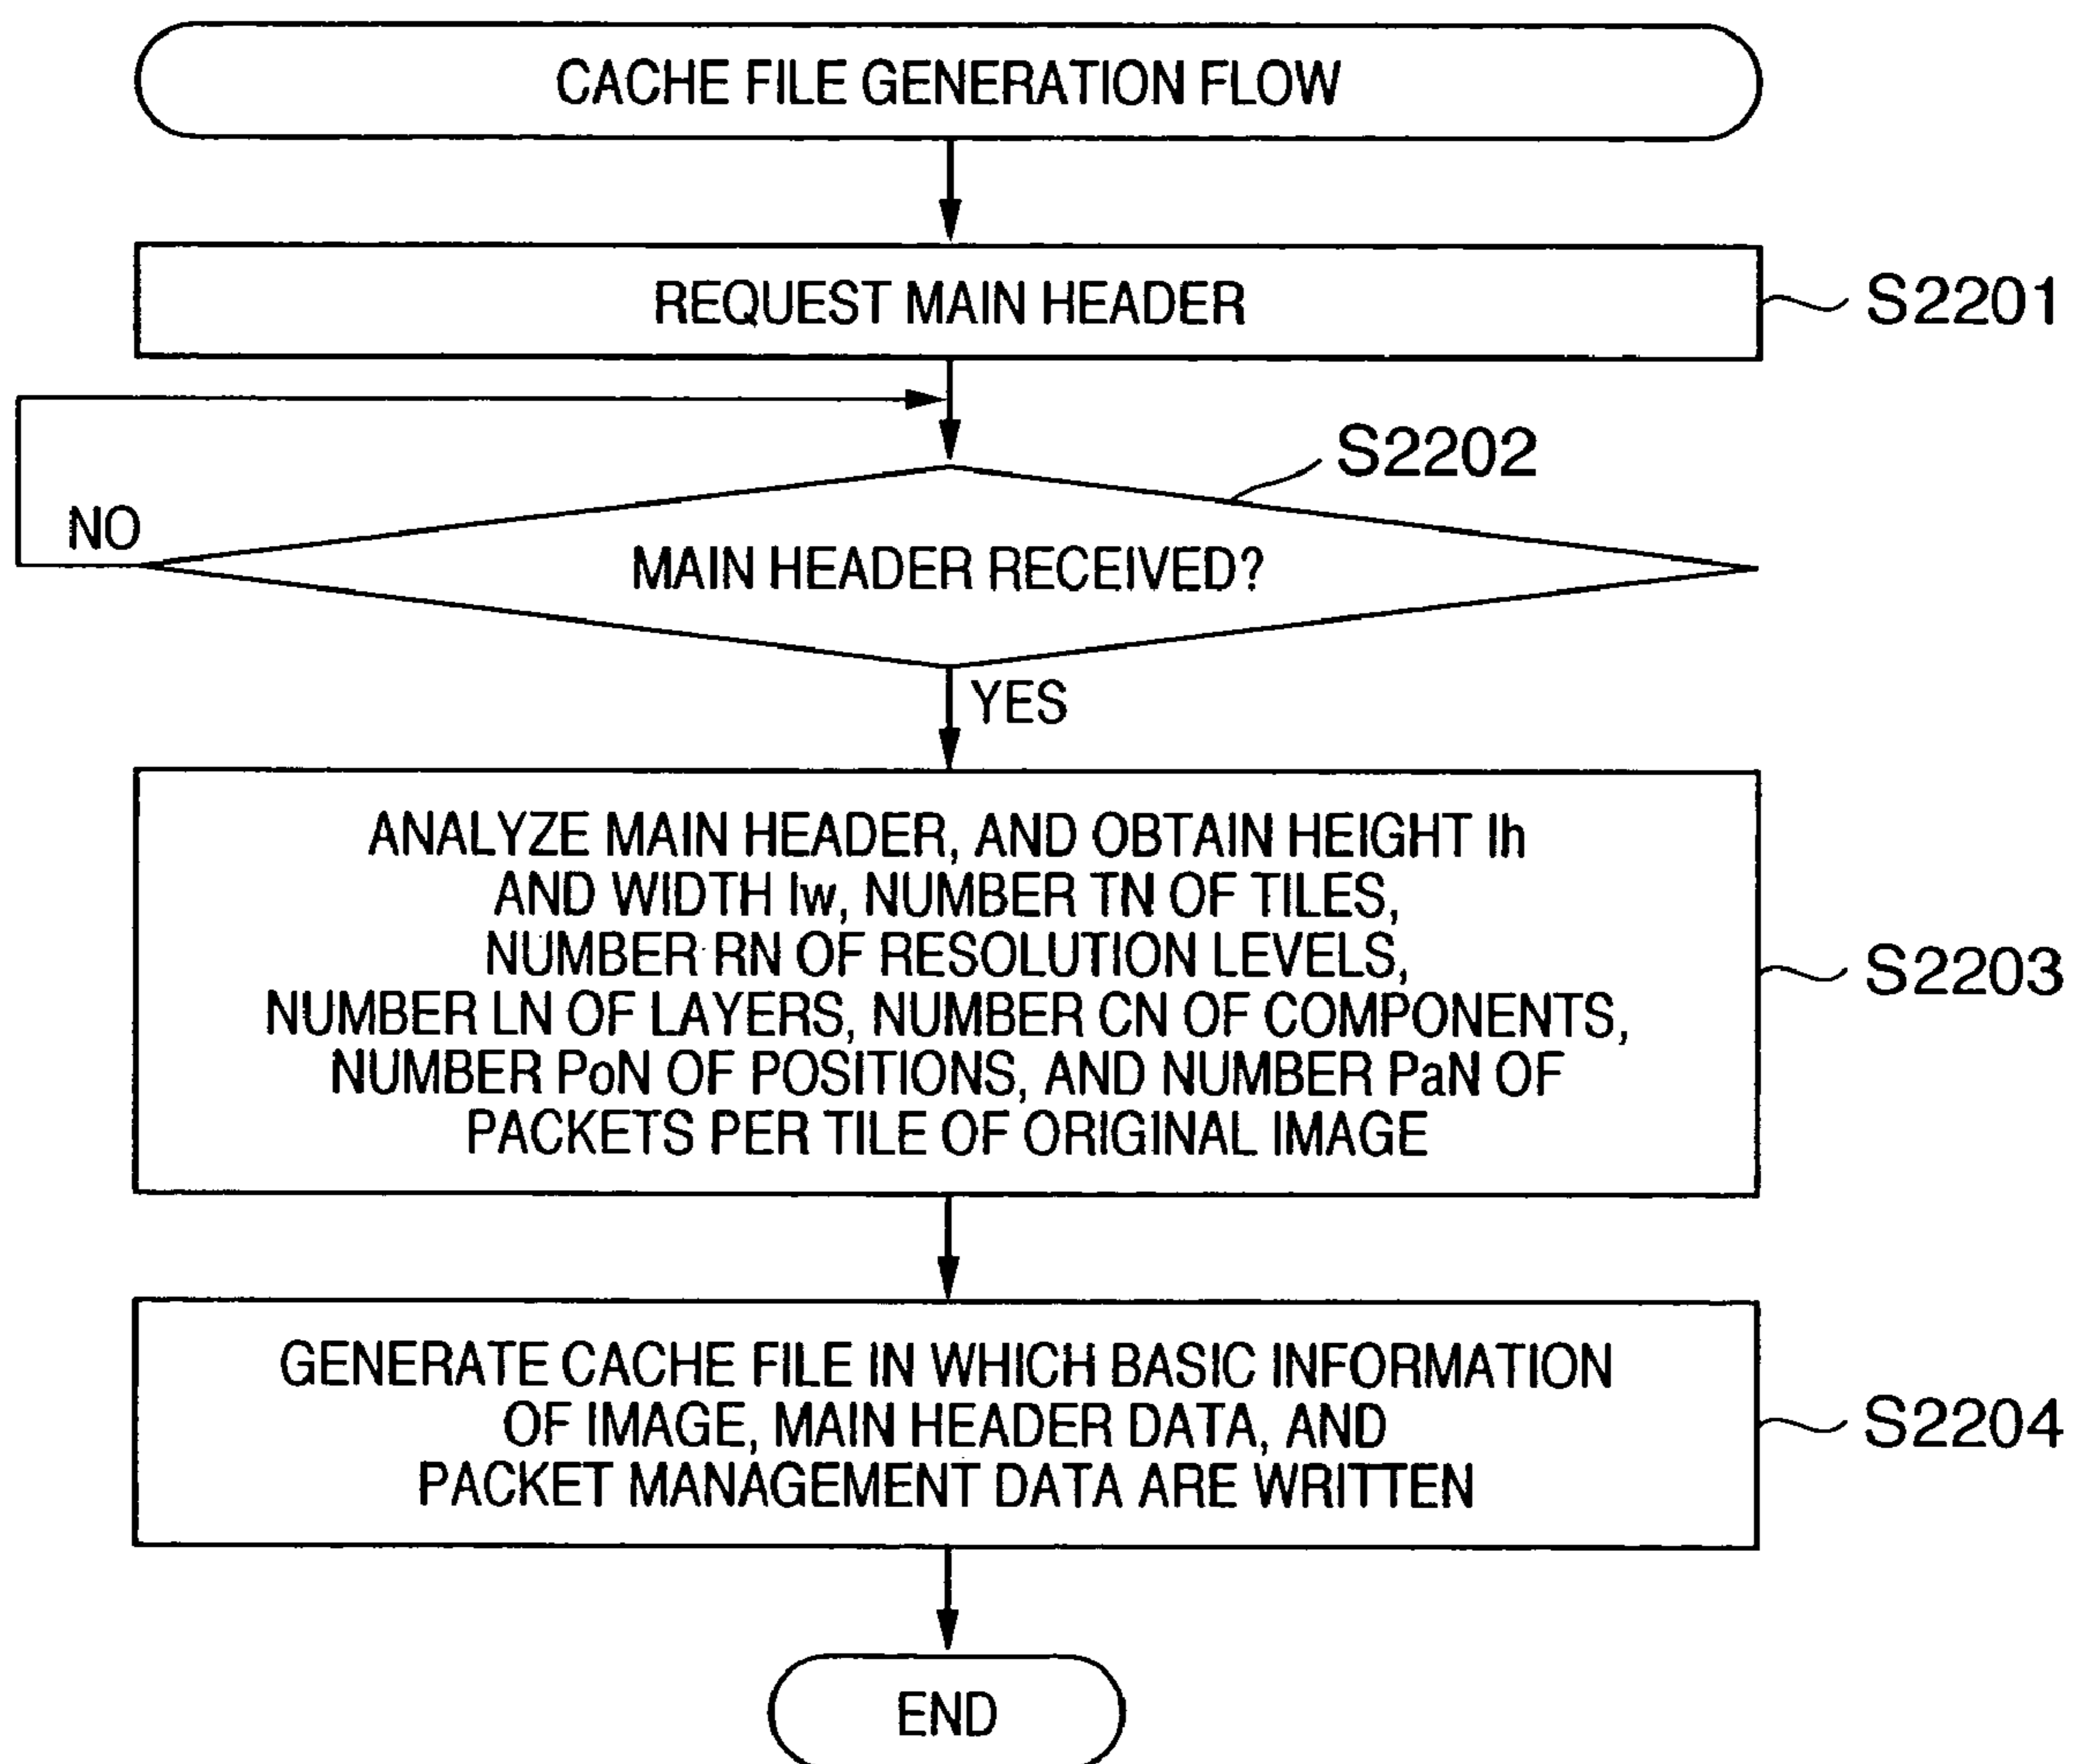 CACHE FILE GENERATION FLOW
REQUEST MAIN HEADER
S2201
S2202
NO
MAIN HEADER RECEIVED?
YES
ANALYZE MAIN HEADER, AND OBTAIN HEIGHT Ih
AND WIDTH Iw, NUMBER TN OF TILES,
NUMBER RN OF RESOLUTION LEVELS,
NUMBER LN OF LAYERS, NUMBER CN OF COMPONENTS,
NUMBER PoN OF POSITIONS, AND NUMBER PaN OF
PACKETS PER TILE OF ORIGINAL IMAGE
S2203
GENERATE CACHE FILE IN WHICH BASIC INFORMATION
OF IMAGE, MAIN HEADER DATA, AND
PACKET MANAGEMENT DATA ARE WRITTEN
S2204
END